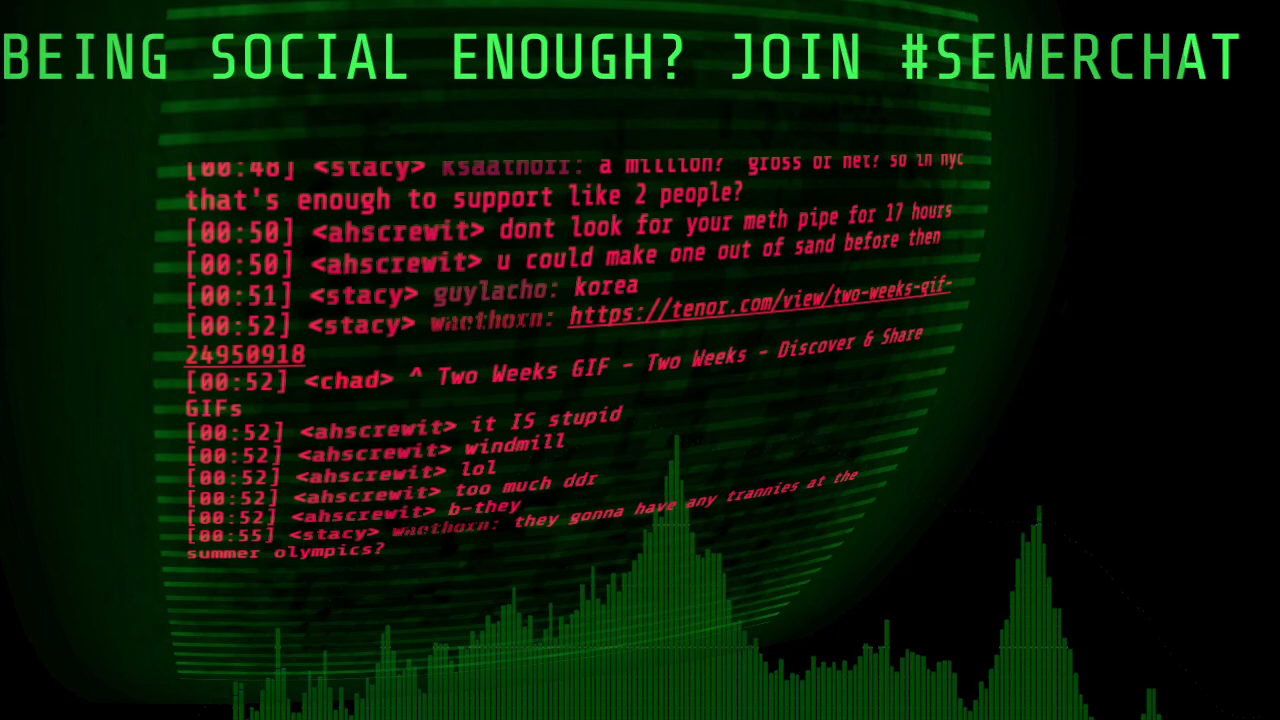 BEING SOCIAL ENOUGH? JOIN #SEWERCHAT
[00:48] <stacy> a million? gross or net? so in nyc
that's enough to support like 2 people?
[00:50] <ahscrewit> dont look for your meth pipe for 17 hours
[00:50] <ahscrewit> u could make one out of sand before then
[00:51] <stacy> guylacho: korea
[00:52] <stacy> waethorn: https://tenor.com/view/two-weeks-gif-
24950918
[00:52] <chad> ^ Two Weeks GIF - Two Weeks - Discover & Share
GIFs
[00:52] <ahscrewit> it IS stupid
[00:52] <ahscrewit> windmill
[00:52] <ahscrewit> lol
[00:52] <ahscrewit> too much ddr
[00:52] <ahscrewit> b-they
[00:55] <stacy> waethorn: they gonna have any trannies at the
summer olympics?